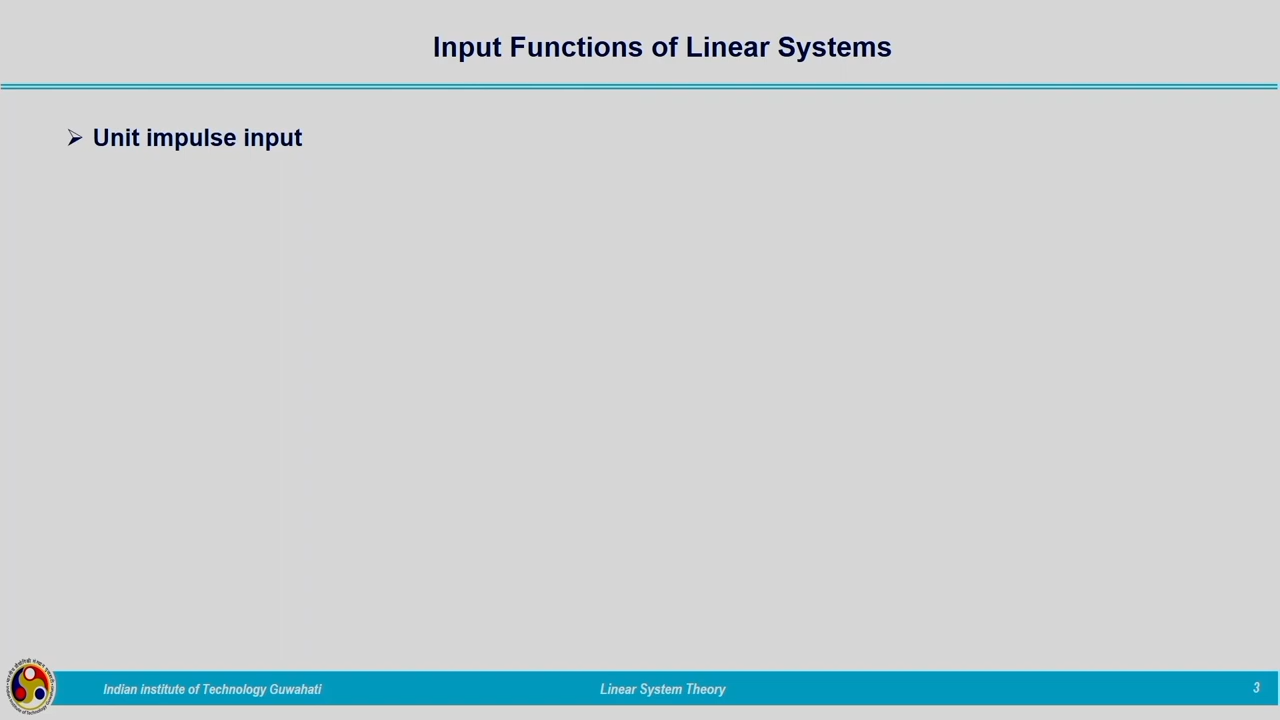 Input Functions of Linear Systems
➢ Unit impulse input
Indian institute of Technology Guwahati
Linear System Theory
3